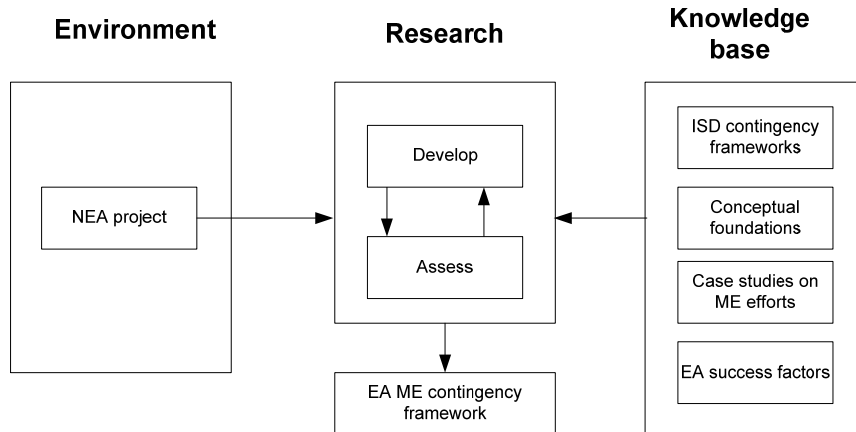 Environment
Research
Knowledge
base
NEA project
Develop
Assess
EA ME contingency
framework
ISD contingency
frameworks
Conceptual
foundations
Case studies on
ME efforts
EA success factors